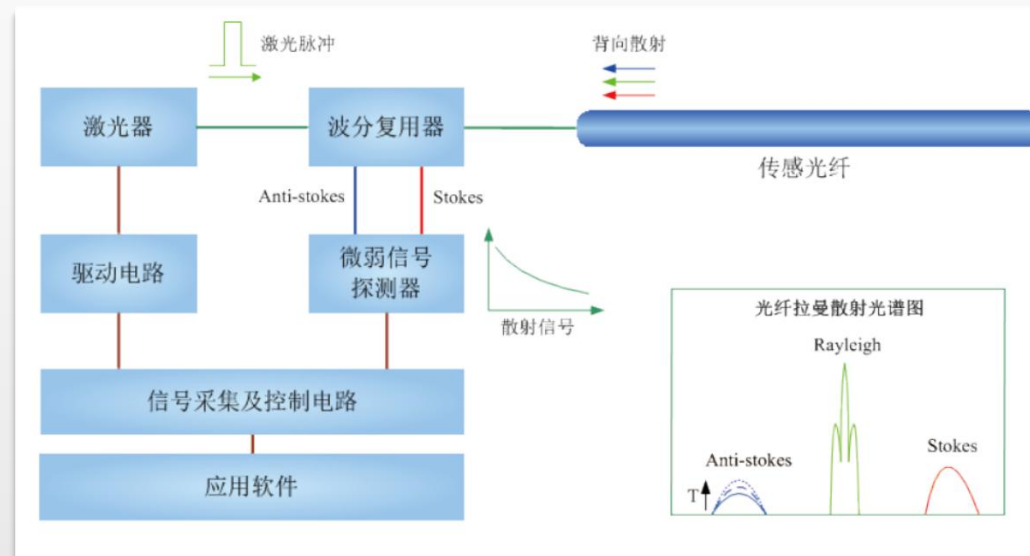 激光脉冲
背向散射
激光器
波分复用器
传感光纤
Anti-stokes
Stokes
驱动电路
微弱信号
探测器
散射信号
光纤拉曼散射光谱图
Rayleigh
Anti-stokes
Stokes
T
信号采集及控制电路
应用软件